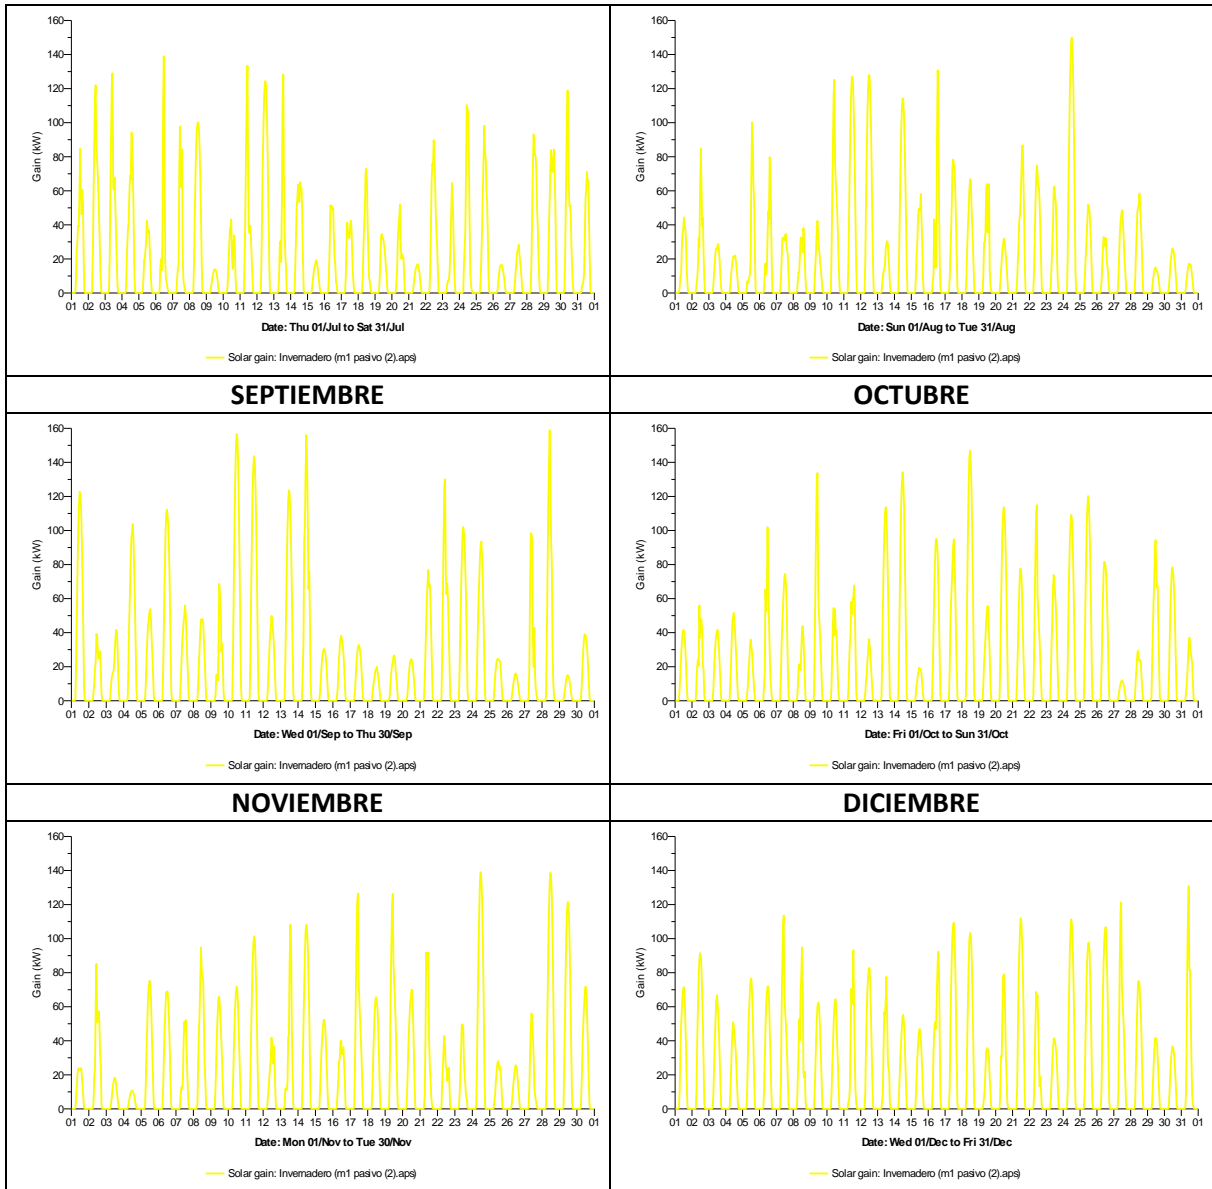 160
140
120
100
80
60
40
20
0
Gain (kW)
01 02 03 04 05 06 07 08 09 10 11 12 13 14 15 16 17 18 19 20 21 22 23 24 25 26 27 28 29 30 31 01
Date: Thu 01/Jul to Sat 31/Jul
Solar gain: Invernadero (m1 pasivo (2).aps)
160
140
120
100
80
60
40
20
0
Gain (kW)
01 02 03 04 05 06 07 08 09 10 11 12 13 14 15 16 17 18 19 20 21 22 23 24 25 26 27 28 29 30 31 01
Date: Sun 01/Aug to Tue 31/Aug
Solar gain: Invernadero (m1 pasivo (2).aps)
SEPTIEMBRE
OCTUBRE
160
140
120
100
80
60
40
20
0
Gain (kW)
01 02 03 04 05 06 07 08 09 10 11 12 13 14 15 16 17 18 19 20 21 22 23 24 25 26 27 28 29 30 01
Date: Wed 01/Sep to Thu 30/Sep
Solar gain: Invernadero (m1 pasivo (2).aps)
160
140
120
100
80
60
40
20
0
Gain (kW)
01 02 03 04 05 06 07 08 09 10 11 12 13 14 15 16 17 18 19 20 21 22 23 24 25 26 27 28 29 30 31 01
Date: Fri 01/Oct to Sun 31/Oct
Solar gain: Invernadero (m1 pasivo (2).aps)
NOVIEMBRE
DICIEMBRE
160
140
120
100
80
60
40
20
0
Gain (kW)
01 02 03 04 05 06 07 08 09 10 11 12 13 14 15 16 17 18 19 20 21 22 23 24 25 26 27 28 29 30 01
Date: Mon 01/Nov to Tue 30/Nov
Solar gain: Invernadero (m1 pasivo (2).aps)
160
140
120
100
80
60
40
20
0
Gain (kW)
01 02 03 04 05 06 07 08 09 10 11 12 13 14 15 16 17 18 19 20 21 22 23 24 25 26 27 28 29 30 31 01
Date: Wed 01/Dec to Fri 31/Dec
Solar gain: Invernadero (m1 pasivo (2).aps)